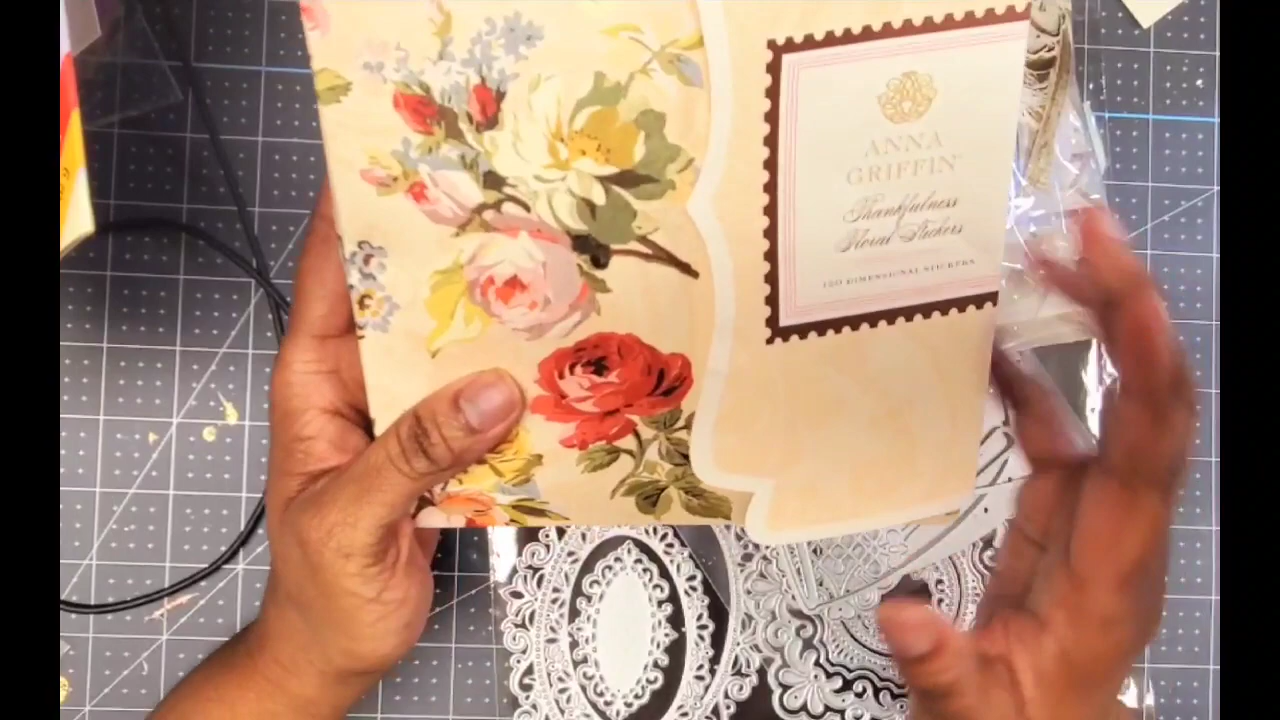 ANNA
GRIFFIN
Thankfulness
Floral Stickers
120 DIMENSIONAL STICKERS